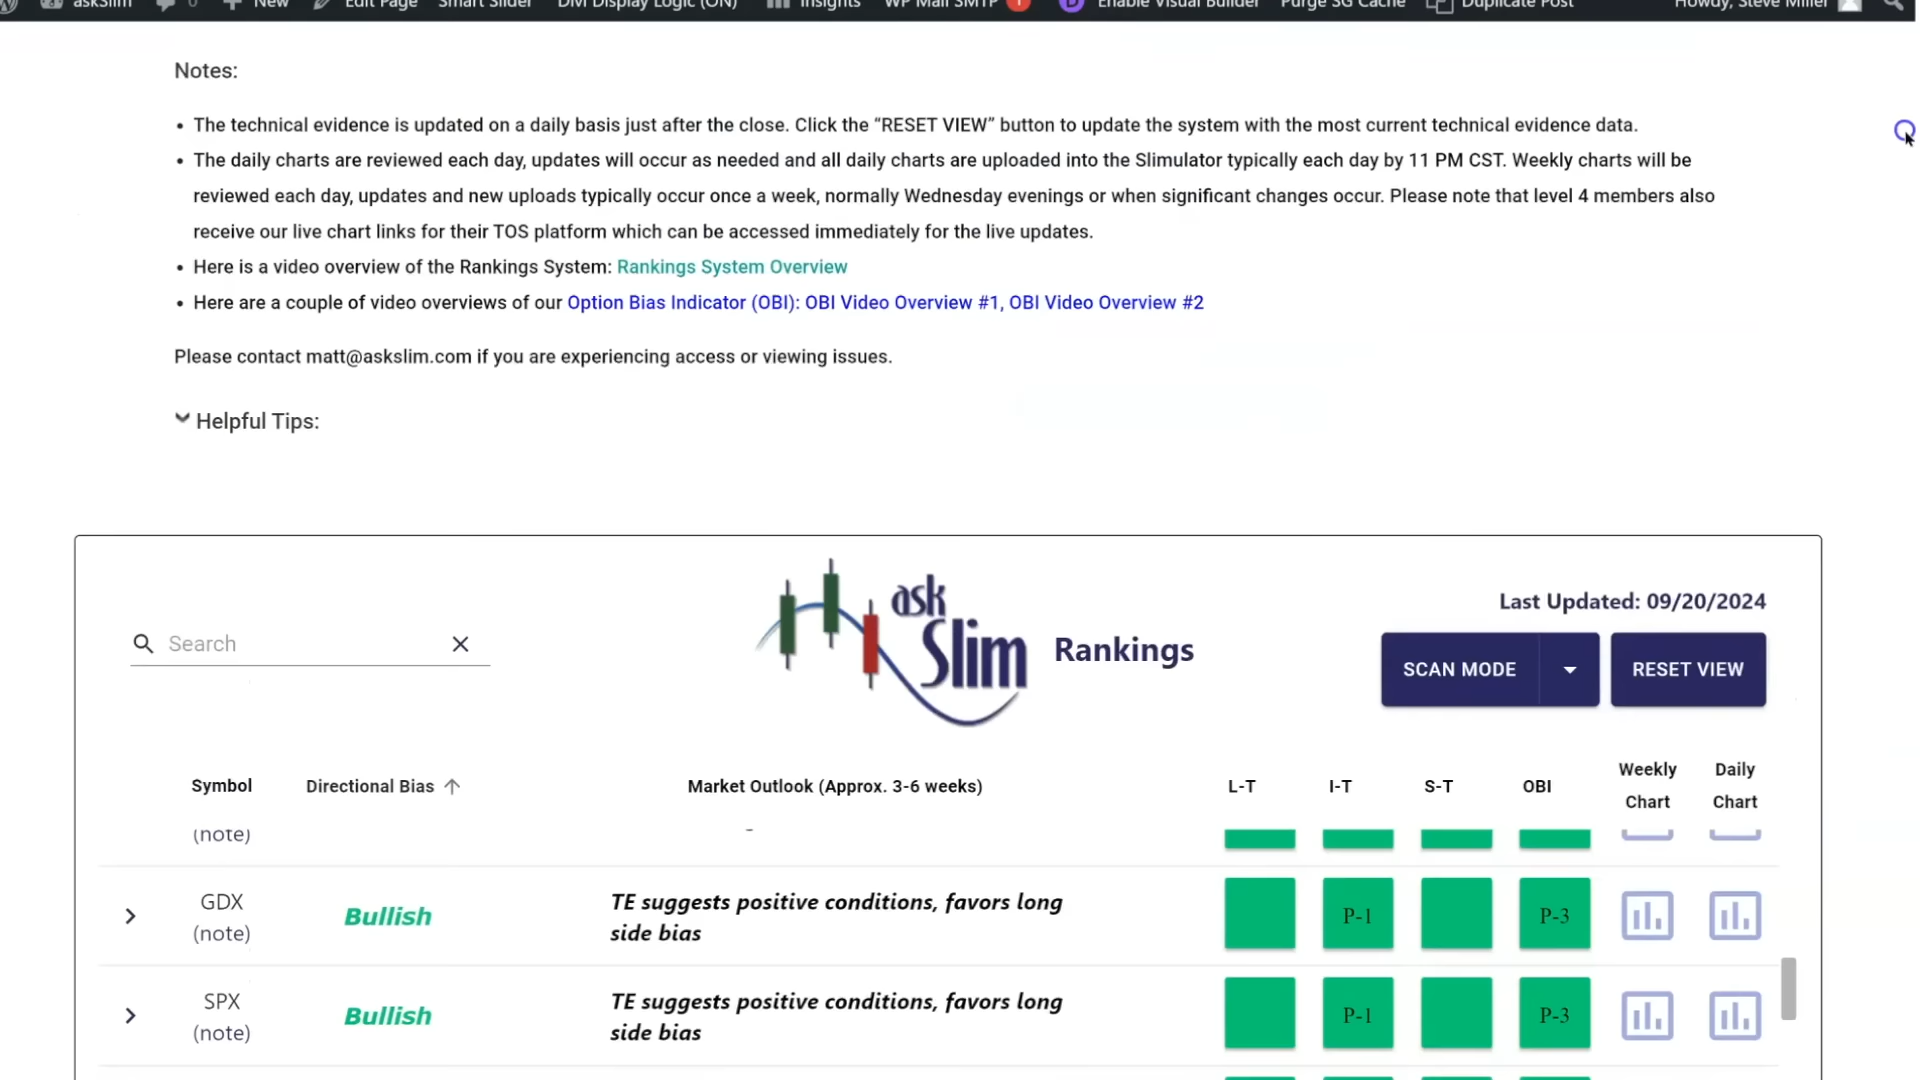 askSlim 0 New Edit Page Smart Slider DM Display Logic (ON) Insights WP Mail SMTP 1 Enable Visual Builder Purge SG Cache Duplicate Post Howdy, Steve Miller
Notes:
• The technical evidence is updated on a daily basis just after the close. Click the “RESET VIEW” button to update the system with the most current technical evidence data.
• The daily charts are reviewed each day, updates will occur as needed and all daily charts are uploaded into the Slimulator typically each day by 11 PM CST. Weekly charts will be
reviewed each day, updates and new uploads typically occur once a week, normally Wednesday evenings or when significant changes occur. Please note that level 4 members also
receive our live chart links for their TOS platform which can be accessed immediately for the live updates.
• Here is a video overview of the Rankings System: Rankings System Overview
• Here are a couple of video overviews of our Option Bias Indicator (OBI): OBI Video Overview #1, OBI Video Overview #2
Please contact matt@askslim.com if you are experiencing access or viewing issues.
Helpful Tips:
Search
ask
Slim
Rankings
Last Updated: 09/20/2024
SCAN MODE
RESET VIEW
Symbol Directional Bias Market Outlook (Approx. 3-6 weeks) L-T I-T S-T OBI Weekly
Chart Daily
Chart
(note)
GDX
(note)
Bullish
TE suggests positive conditions, favors long
side bias
P-1
P-3
SPX
(note)
Bullish
TE suggests positive conditions, favors long
side bias
P-1
P-3